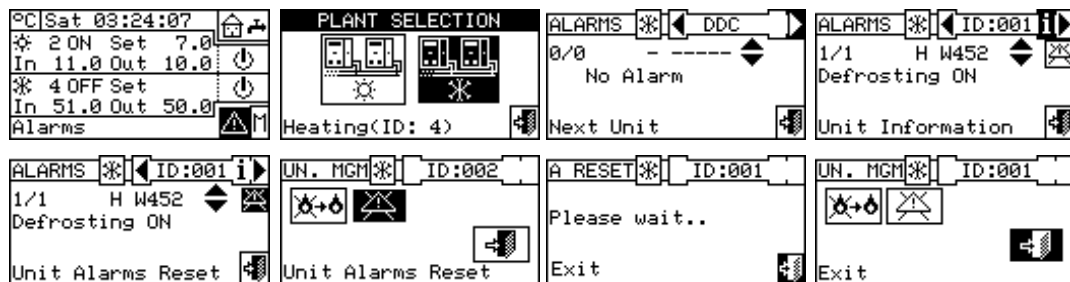 °C Sat 03:24:07
2 ON Set 7.0
In 11.0 Out 10.0
4 OFF Set
In 51.0 Out 50.0
Alarms M
PLANT SELECTION
Heating(ID: 4)
ALARMS DDC
0/0 - -----
No Alarm
Next Unit
ALARMS ID:001 i
1/1 H W452
Defrosting ON
Unit Information
ALARMS ID:001 i
1/1 H W452
Defrosting ON
Unit Alarms Reset
UN. MGM ID:002
Unit Alarms Reset
A RESET ID:001
Please wait..
Exit
UN. MGM ID:001
Exit